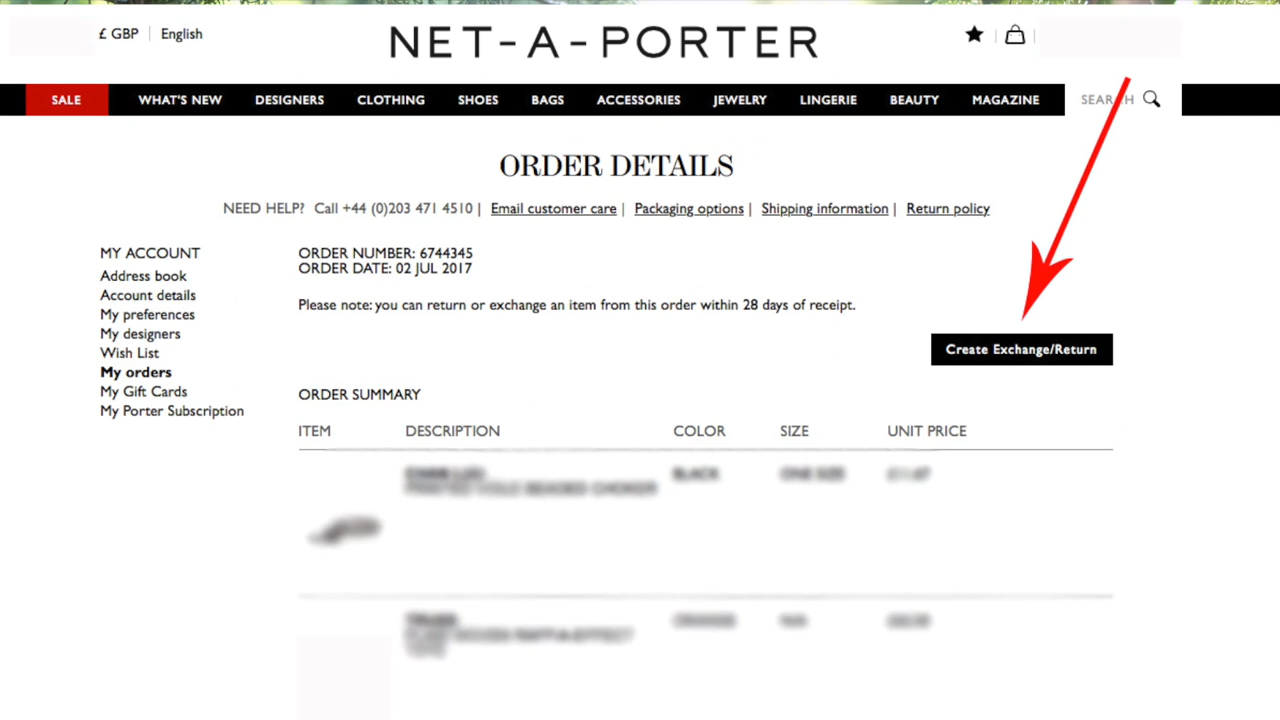 £ GBP English
NET-A-PORTER
SALE WHAT'S NEW DESIGNERS CLOTHING SHOES BAGS ACCESSORIES JEWELRY LINGERIE BEAUTY MAGAZINE SEARCH
ORDER DETAILS
NEED HELP? Call +44 (0)203 471 4510 | Email customer care | Packaging options | Shipping information | Return policy
MY ACCOUNT
Address book
Account details
My preferences
My designers
Wish List
My orders
My Gift Cards
My Porter Subscription
ORDER NUMBER: 6744345
ORDER DATE: 02 JUL 2017
Please note: you can return or exchange an item from this order within 28 days of receipt.
Create Exchange/Return
ORDER SUMMARY
ITEM DESCRIPTION COLOR SIZE UNIT PRICE
BLACK ONE SIZE